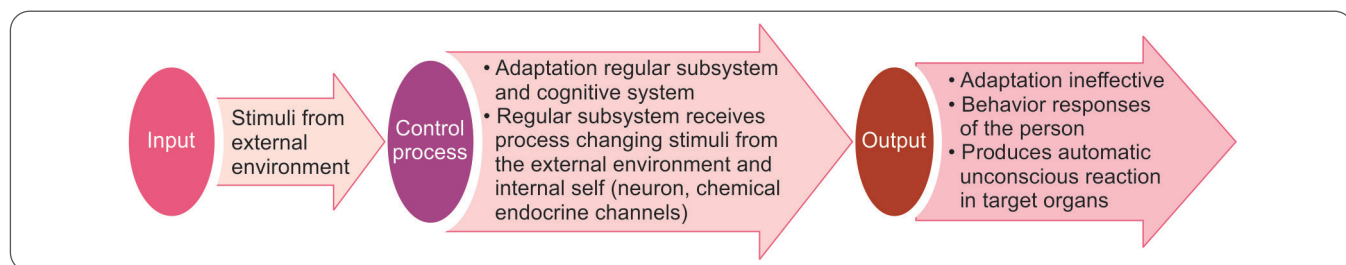 Input
Stimuli from
external
environment
Control
process
• Adaptation regular subsystem
and cognitive system
• Regular subsystem receives
process changing stimuli from
the external environment and
internal self (neuron, chemical
endocrine channels)
Output
• Adaptation ineffective
• Behavior responses
of the person
• Produces automatic
unconscious reaction
in target organs